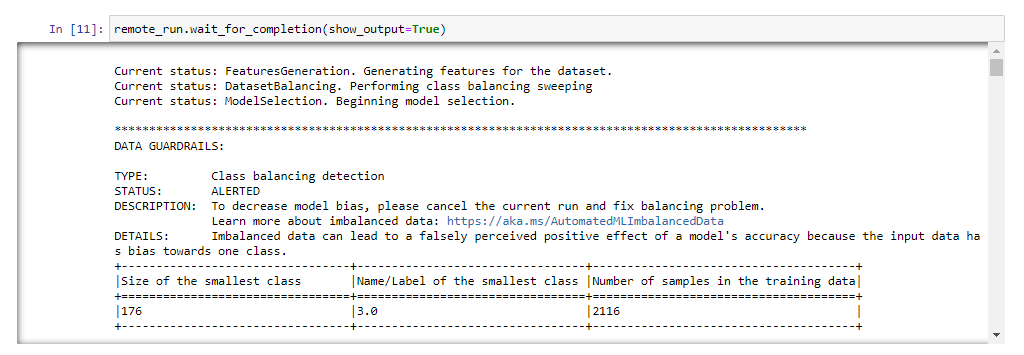 In [11]: remote_run.wait_for_completion(show_output=True)
Current status: FeaturesGeneration. Generating features for the dataset.
Current status: DatasetBalancing. Performing class balancing sweeping
Current status: ModelSelection. Beginning model selection.
****************************************************************************************************
DATA GUARDRAILS:
TYPE: Class balancing detection
STATUS: ALERTED
DESCRIPTION: To decrease model bias, please cancel the current run and fix balancing problem.
Learn more about imbalanced data: https://aka.ms/AutomatedMLImbalancedData
DETAILS: Imbalanced data can lead to a falsely perceived positive effect of a model's accuracy because the input data ha
s bias towards one class.
+---------------------------------+---------------------------------+--------------------------------------+
|Size of the smallest class |Name/Label of the smallest class |Number of samples in the training data|
+=================================+=================================+======================================+
|176 |3.0 |2116 |
+---------------------------------+---------------------------------+--------------------------------------+